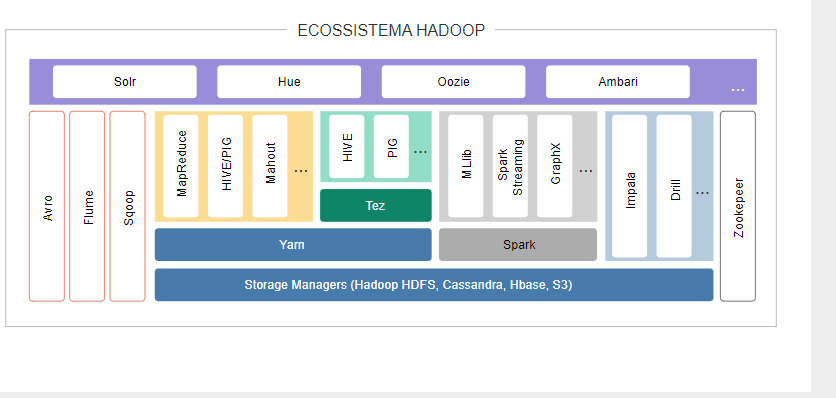 ECOSSISTEMA HADOOP
Solr
Hue
Oozie
Ambari
...
Avro
Flume
Sqoop
MapReduce
HIVE/PIG
Mahout
...
HIVE
PIG
...
Tez
Yarn
MLlib
Spark
Streaming
GraphX
...
Spark
Impala
Drill
...
Zookepeer
Storage Managers (Hadoop HDFS, Cassandra, Hbase, S3)